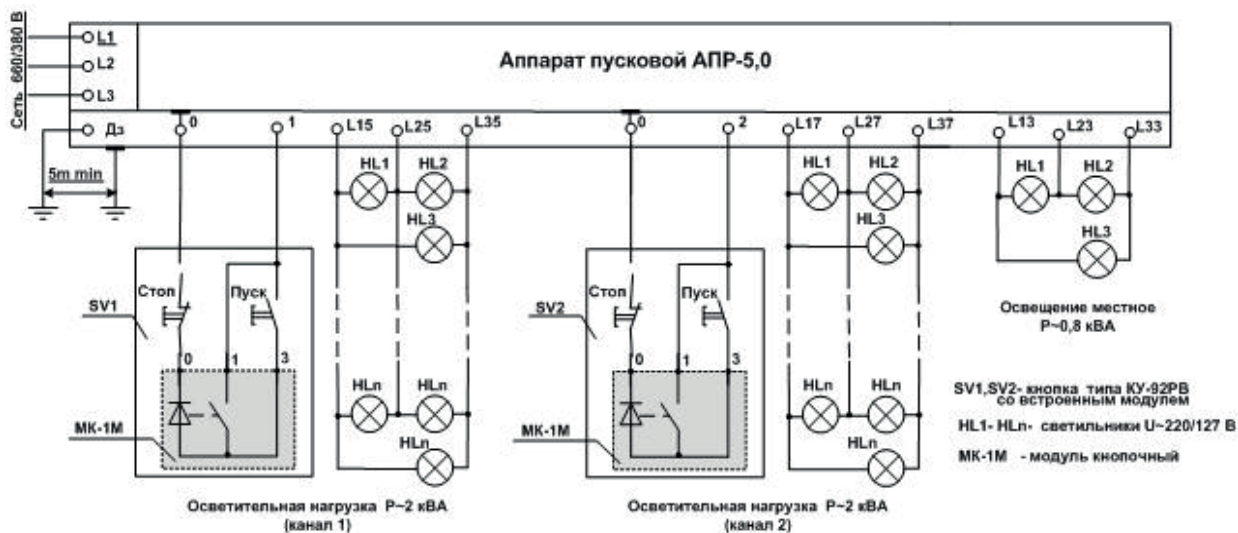 Сеть 660/380 В
L1
Аппарат пусковой АПР-5,0
L2
L3
Дз
0
1
L15
L25
L35
0
2
L17
L27
L37
L13
L23
L33
5m min
HL1
HL2
HL3
HL1
HL2
HL3
HL1
HL2
HL3
Стоп
Пуск
SV1
Стоп
Пуск
SV2
Освещение местное
P~0,8 кВА
0
1
3
0
1
3
HLn
HLn
HLn
HLn
HLn
HLn
МК-1М
МК-1М
SV1,SV2- кнопка типа КУ-92РВ
со встроенным модулем
HL1- HLn- светильники U~220/127 В
МК-1М - модуль кнопочный
Осветительная нагрузка P~2 кВА
(канал 1)
Осветительная нагрузка P~2 кВА
(канал 2)